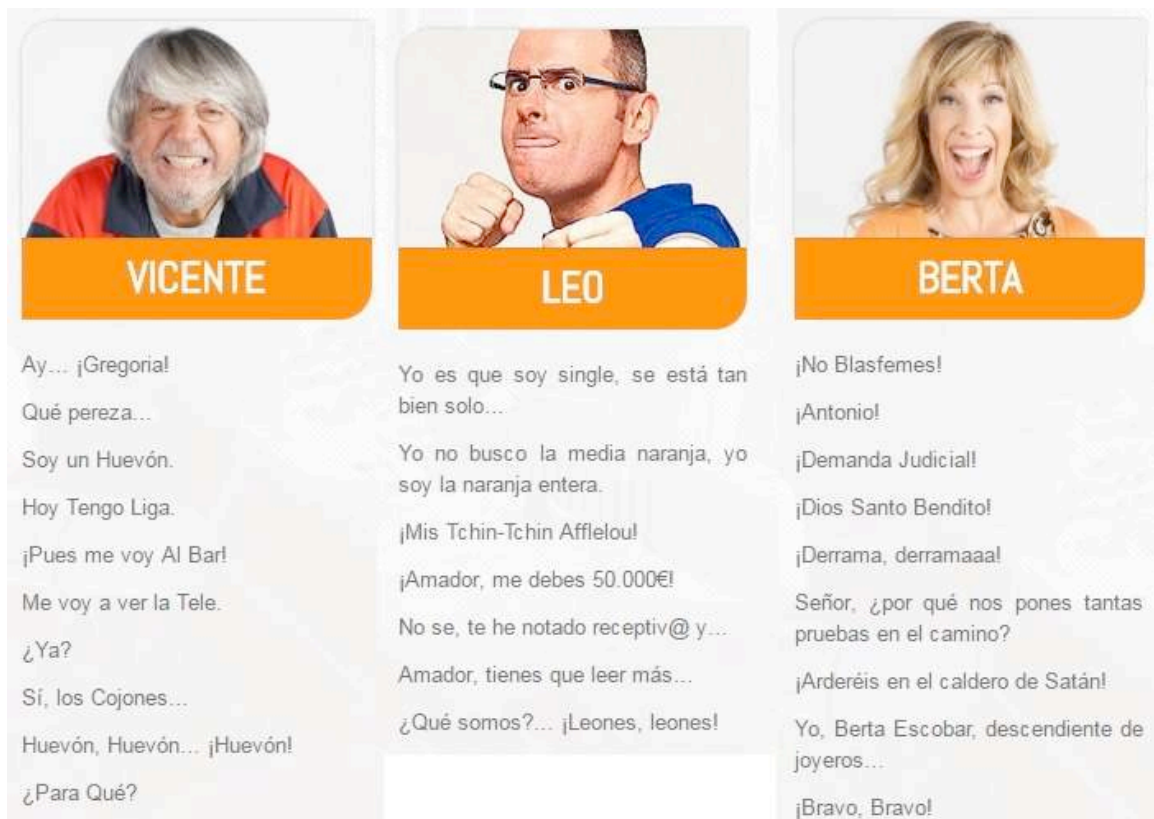 VICENTE
Ay... ¡Gregoria!
Qué pereza...
Soy un Huevón.
Hoy Tengo Liga.
¡Pues me voy Al Bar!
Me voy a ver la Tele.
¿Ya?
Sí, los Cojones...
Huevón, Huevón... ¡Huevón!
¿Para Qué?
LEO
Yo es que soy single, se está tan
bien solo...
Yo no busco la media naranja, yo
soy la naranja entera.
¡Mis Tchin-Tchin Afflelou!
¡Amador, me debes 50.000€!
No se, te he notado receptiv@ y...
Amador, tienes que leer más...
¿Qué somos?... ¡Leones, leones!
BERTA
¡No Blasfemes!
¡Antonio!
¡Demanda Judicial!
¡Dios Santo Bendito!
¡Derrama, derramaaa!
Señor, ¿por qué nos pones tantas
pruebas en el camino?
¡Arderéis en el caldero de Satán!
Yo, Berta Escobar, descendiente de
joyeros...
¡Bravo, Bravo!